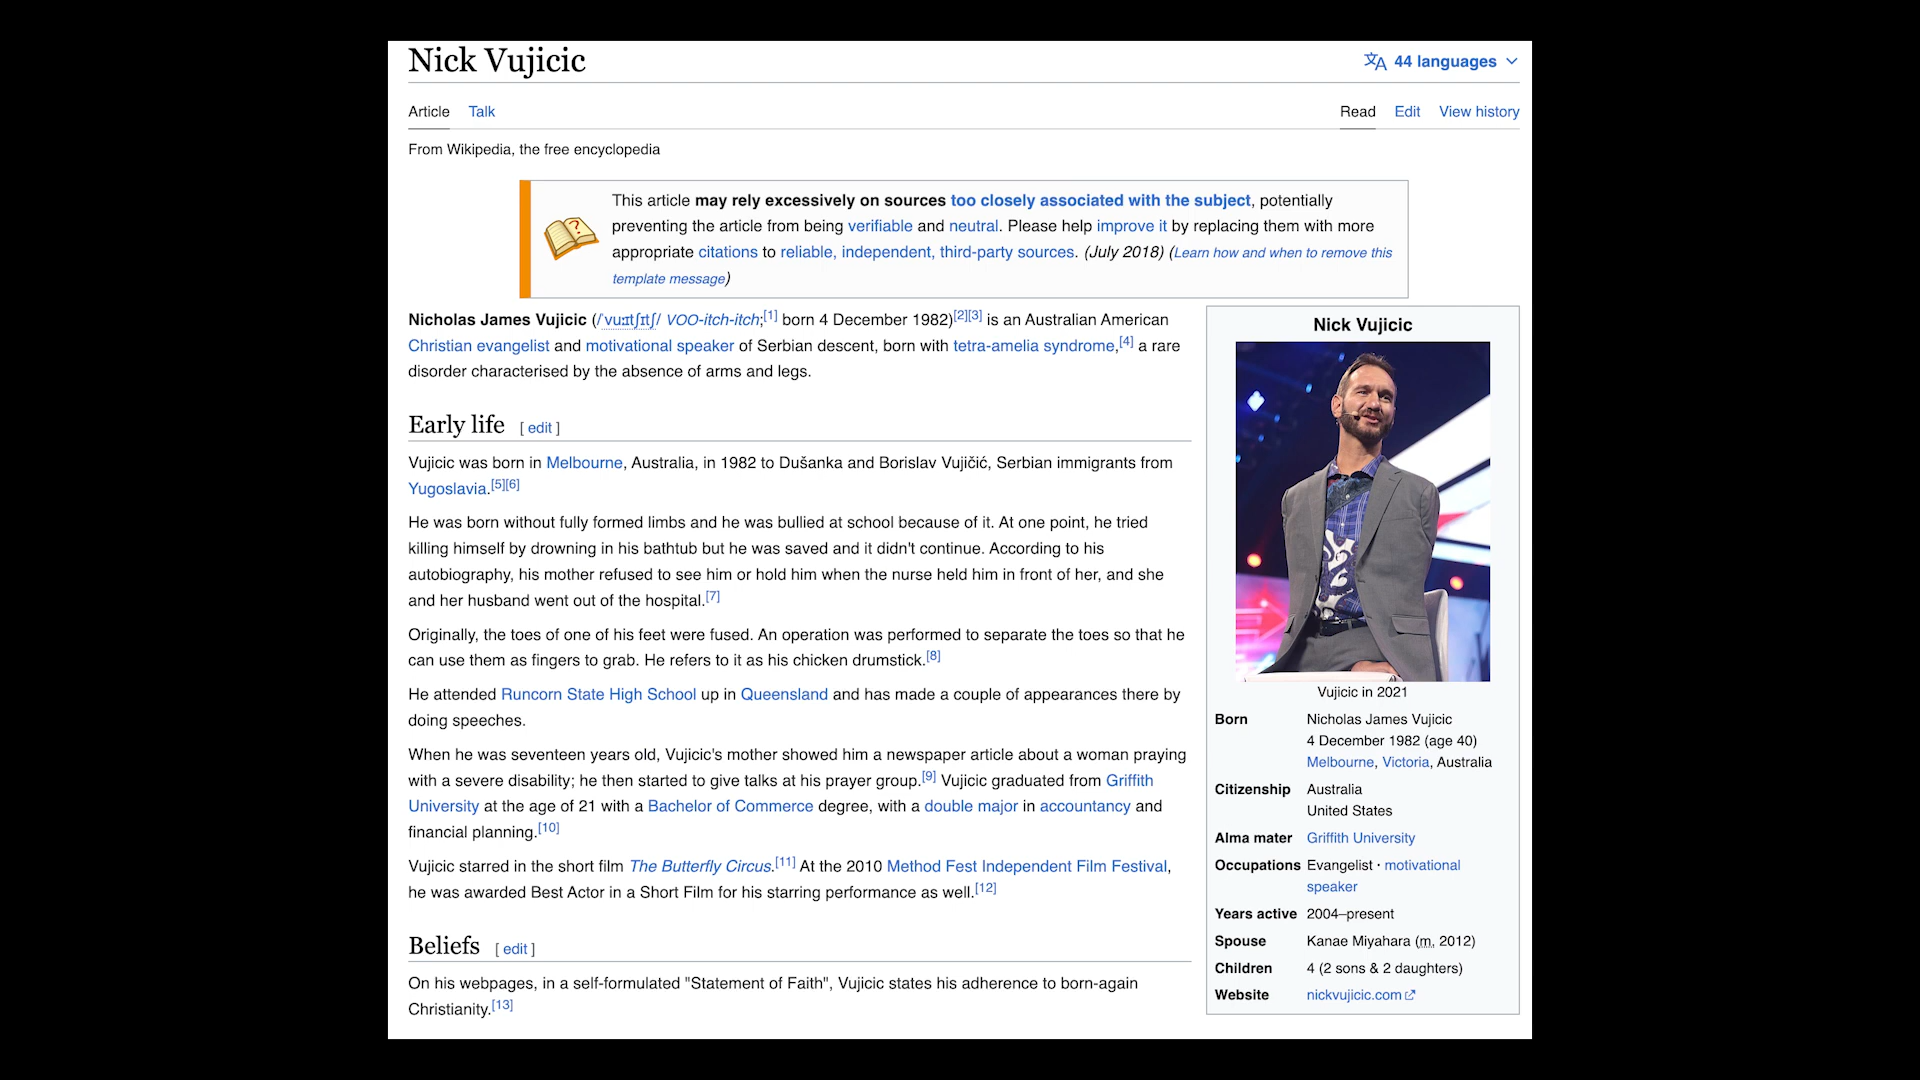 Nick Vujicic
44 languages
Article Talk
Read Edit View history
From Wikipedia, the free encyclopedia
This article may rely excessively on sources too closely associated with the subject, potentially
preventing the article from being verifiable and neutral. Please help improve it by replacing them with more
appropriate citations to reliable, independent, third-party sources. (July 2018) (Learn how and when to remove this
template message)
Nicholas James Vujicic (/ˈvuːɪtʃɪtʃ/ VOO-itch-itch;[1] born 4 December 1982)[2][3] is an Australian American
Christian evangelist and motivational speaker of Serbian descent, born with tetra-amelia syndrome,[4] a rare
disorder characterised by the absence of arms and legs.
Early life [ edit ]
Vujicic was born in Melbourne, Australia, in 1982 to Dušanka and Borislav Vujičić, Serbian immigrants from
Yugoslavia.[5][6]
He was born without fully formed limbs and he was bullied at school because of it. At one point, he tried
killing himself by drowning in his bathtub but he was saved and it didn't continue. According to his
autobiography, his mother refused to see him or hold him when the nurse held him in front of her, and she
and her husband went out of the hospital.[7]
Originally, the toes of one of his feet were fused. An operation was performed to separate the toes so that he
can use them as fingers to grab. He refers to it as his chicken drumstick.[8]
He attended Runcorn State High School up in Queensland and has made a couple of appearances there by
doing speeches.
When he was seventeen years old, Vujicic's mother showed him a newspaper article about a woman praying
with a severe disability; he then started to give talks at his prayer group.[9] Vujicic graduated from Griffith
University at the age of 21 with a Bachelor of Commerce degree, with a double major in accountancy and
financial planning.[10]
Vujicic starred in the short film The Butterfly Circus.[11] At the 2010 Method Fest Independent Film Festival,
he was awarded Best Actor in a Short Film for his starring performance as well.[12]
Beliefs [ edit ]
On his webpages, in a self-formulated "Statement of Faith", Vujicic states his adherence to born-again
Christianity.[13]
Nick Vujicic
Vujicic in 2021
Born Nicholas James Vujicic
4 December 1982 (age 40)
Melbourne, Victoria, Australia
Citizenship Australia
United States
Alma mater Griffith University
Occupations Evangelist · motivational
speaker
Years active 2004–present
Spouse Kanae Miyahara (m. 2012)
Children 4 (2 sons & 2 daughters)
Website nickvujicic.com